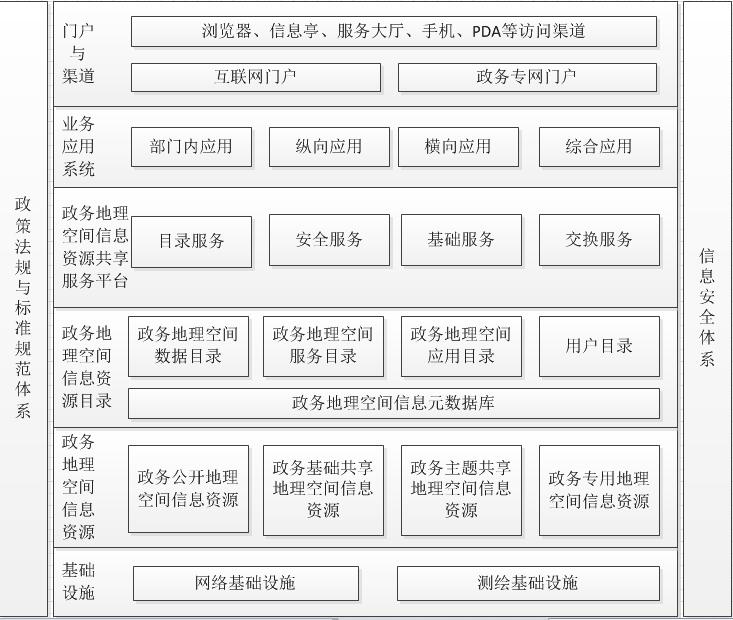 政
策
法
规
与
标
准
规
范
体
系
门户
与
渠道
浏览器、信息亭、服务大厅、手机、PDA等访问渠道
互联网门户
政务专网门户
业务
应用
系统
部门内应用
纵向应用
横向应用
综合应用
政务地理
空间信息
资源共享
服务平台
目录服务
安全服务
基础服务
交换服务
政务地
理空间
信息资
源目录
政务地理空间
数据目录
政务地理空间
服务目录
政务地理空间
应用目录
用户目录
政务地理空间信息元数据库
政务
地理
空间
信息
资源
政务公开地理
空间信息资源
政务基础共享
地理空间信息
资源
政务主题共享
地理空间信息
资源
政务专用地理
空间信息资源
基础
设施
网络基础设施
测绘基础设施
信
息
安
全
体
系